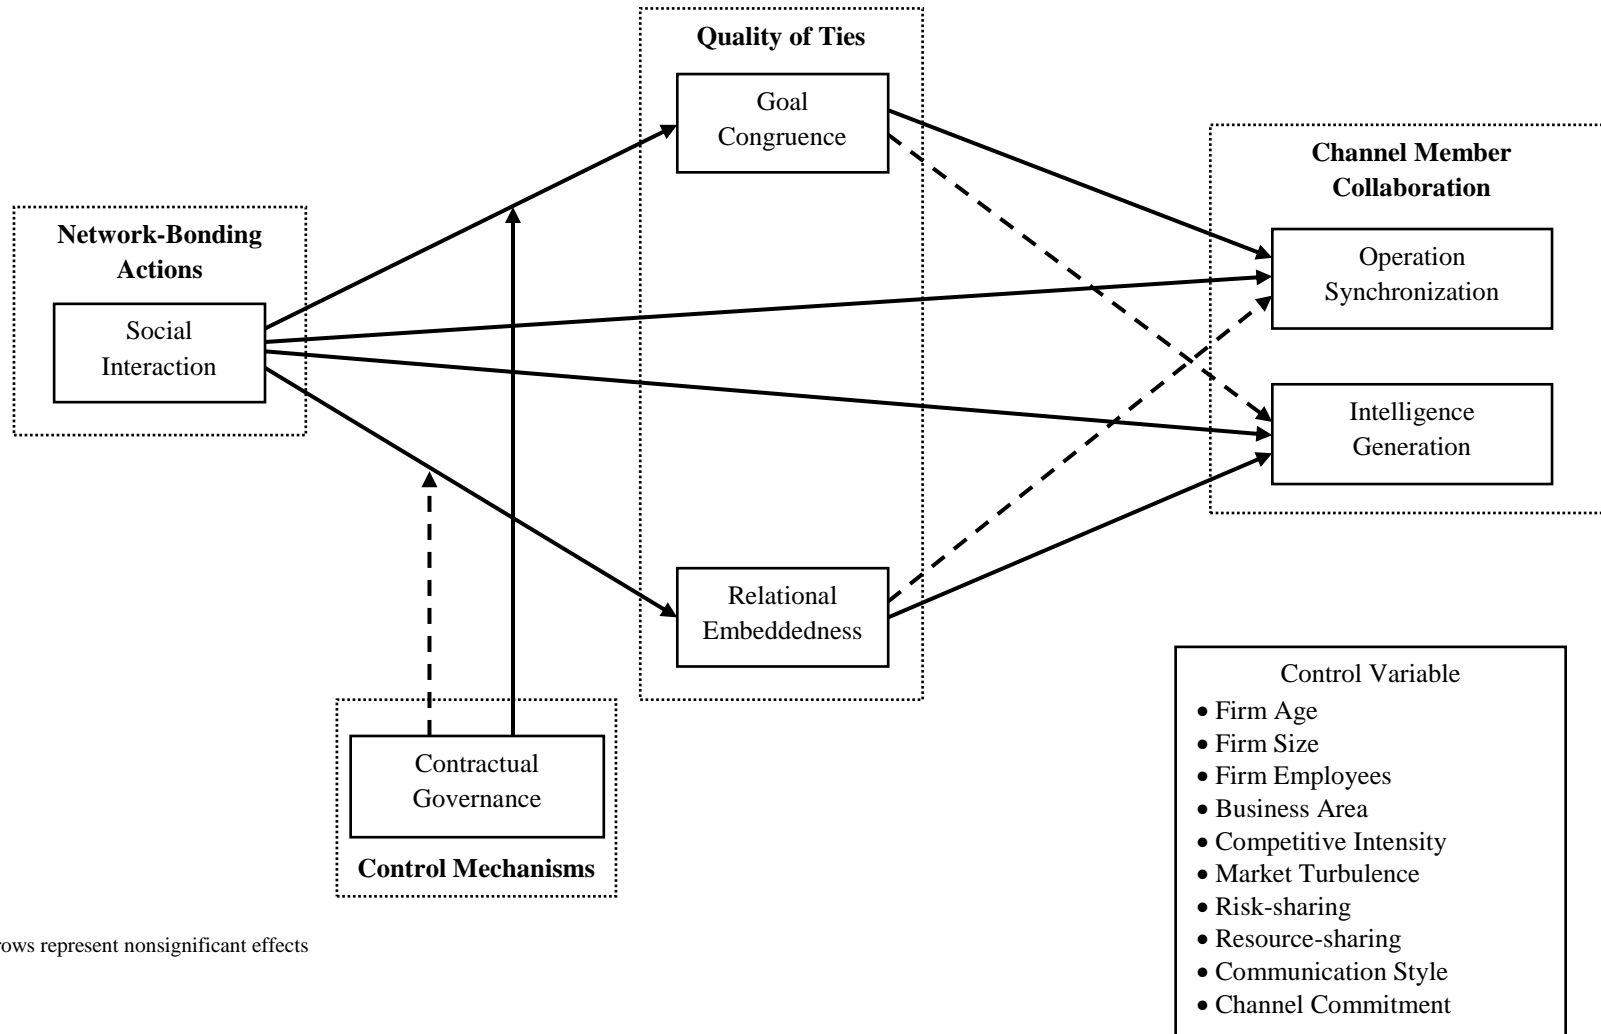 Quality of Ties
Goal
Congruence
Channel Member
Collaboration
Network-Bonding
Actions
Operation
Synchronization
Social
Interaction
Intelligence
Generation
Relational
Embeddedness
Control Variable
• Firm Age
• Firm Size
• Firm Employees
• Business Area
• Competitive Intensity
• Market Turbulence
• Risk-sharing
• Resource-sharing
• Communication Style
• Channel Commitment
Contractual
Governance
Control Mechanisms
represent nonsignificant effects